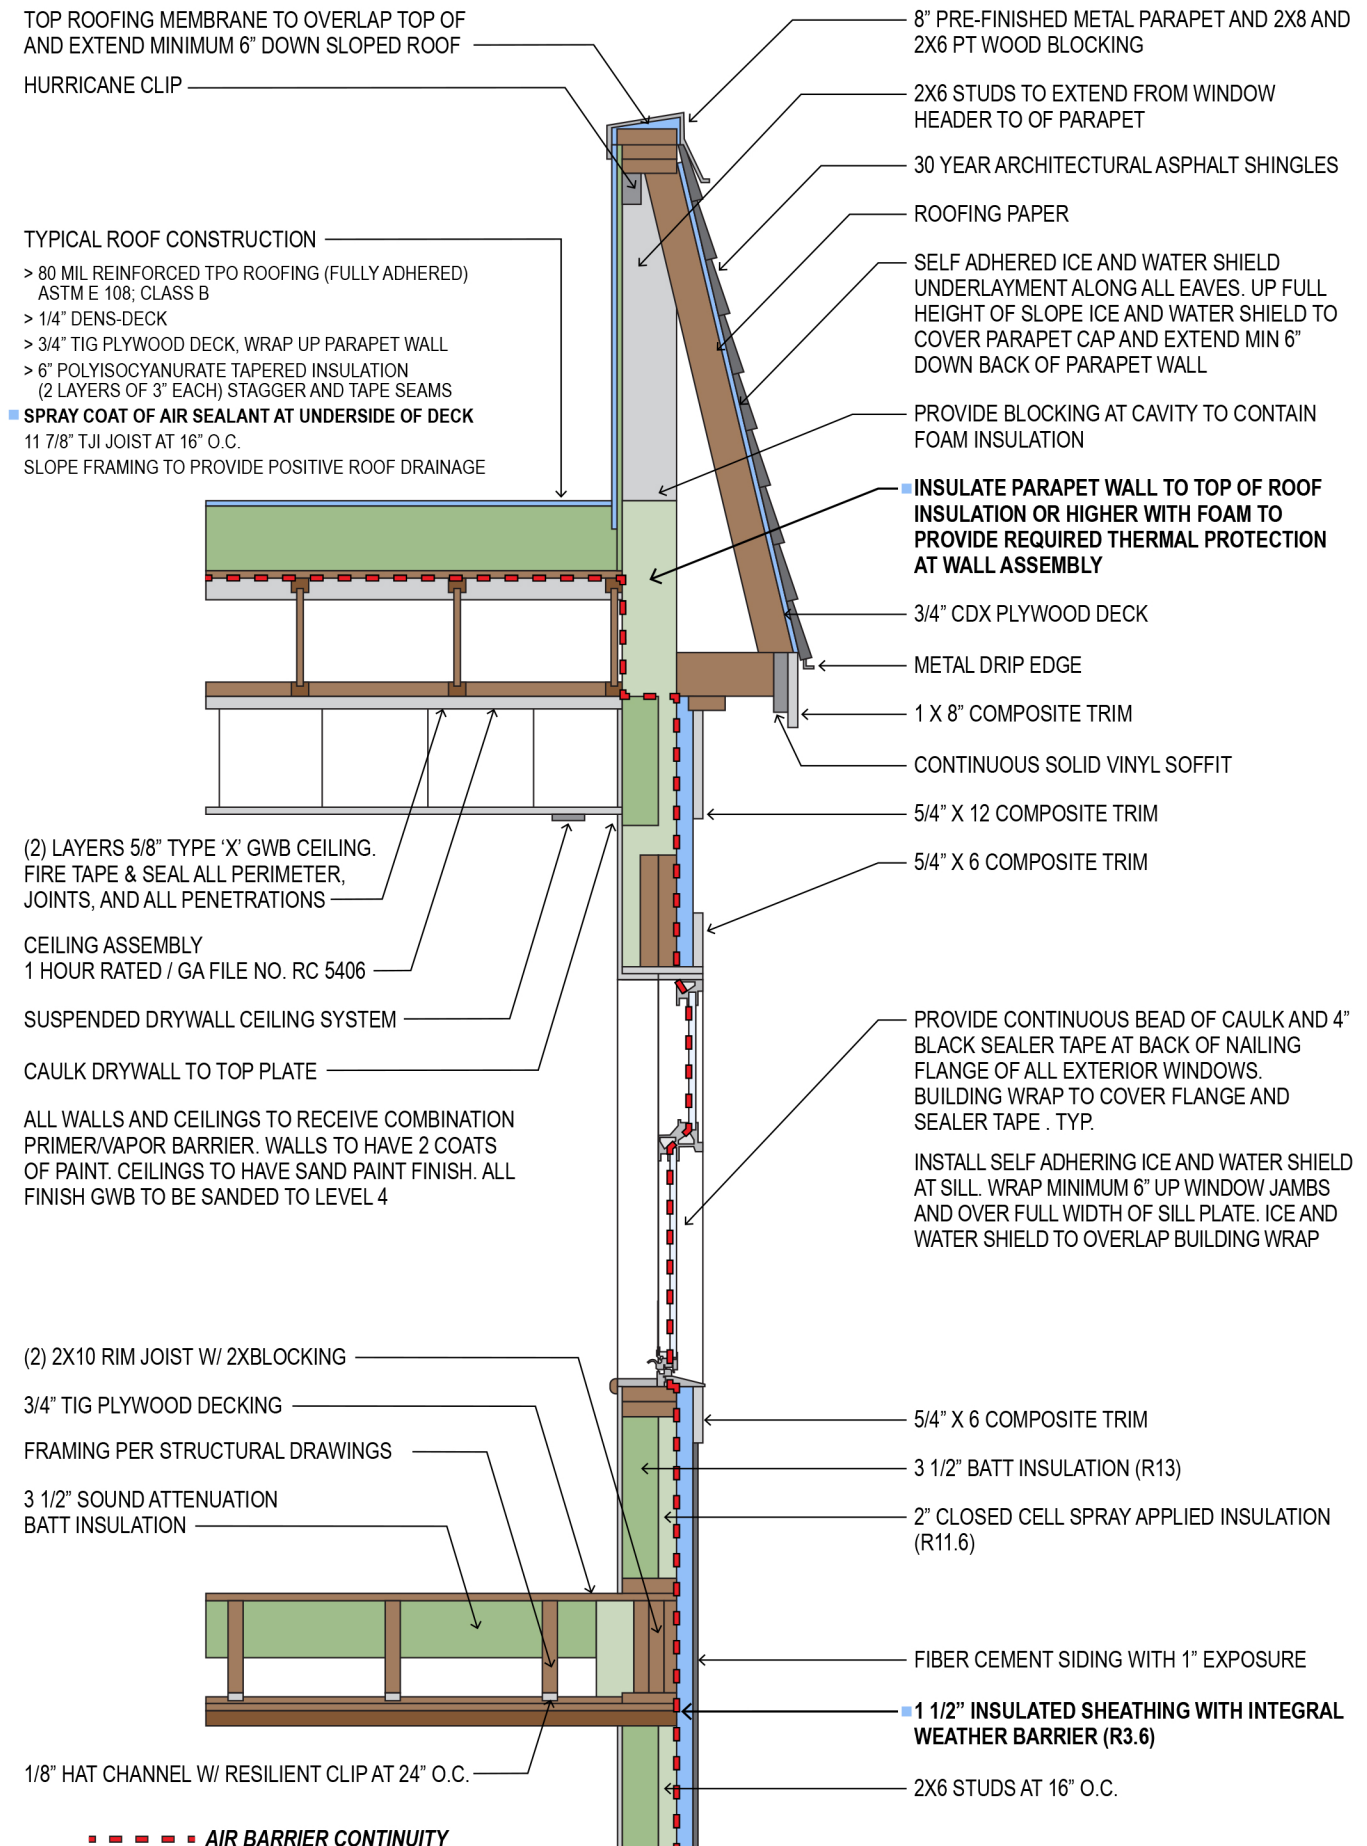 TOP ROOFING MEMBRANE TO OVERLAP TOP OF
AND EXTEND MINIMUM 6” DOWN SLOPED ROOF
HURRICANE CLIP
TYPICAL ROOF CONSTRUCTION
> 80 MIL REINFORCED TPO ROOFING (FULLY ADHERED)
ASTM E 108; CLASS B
> 1/4” DENS-DECK
> 3/4” TIG PLYWOOD DECK, WRAP UP PARAPET WALL
> 6” POLYISOCYANURATE TAPERED INSULATION
(2 LAYERS OF 3” EACH) STAGGER AND TAPE SEAMS
SPRAY COAT OF AIR SEALANT AT UNDERSIDE OF DECK
11 7/8” TJI JOIST AT 16” O.C.
SLOPE FRAMING TO PROVIDE POSITIVE ROOF DRAINAGE
(2) LAYERS 5/8” TYPE ‘X’ GWB CEILING.
FIRE TAPE & SEAL ALL PERIMETER,
JOINTS, AND ALL PENETRATIONS
CEILING ASSEMBLY
1 HOUR RATED / GA FILE NO. RC 5406
SUSPENDED DRYWALL CEILING SYSTEM
CAULK DRYWALL TO TOP PLATE
ALL WALLS AND CEILINGS TO RECEIVE COMBINATION
PRIMER/VAPOR BARRIER. WALLS TO HAVE 2 COATS
OF PAINT. CEILINGS TO HAVE SAND PAINT FINISH. ALL
FINISH GWB TO BE SANDED TO LEVEL 4
(2) 2X10 RIM JOIST W/ 2XBLOCKING
3/4” TIG PLYWOOD DECKING
FRAMING PER STRUCTURAL DRAWINGS
3 1/2” SOUND ATTENUATION
BATT INSULATION
1/8” HAT CHANNEL W/ RESILIENT CLIP AT 24” O.C.
AIR BARRIER CONTINUITY
8” PRE-FINISHED METAL PARAPET AND 2X8 AND
2X6 PT WOOD BLOCKING
2X6 STUDS TO EXTEND FROM WINDOW
HEADER TO OF PARAPET
30 YEAR ARCHITECTURAL ASPHALT SHINGLES
ROOFING PAPER
SELF ADHERED ICE AND WATER SHIELD
UNDERLAYMENT ALONG ALL EAVES. UP FULL
HEIGHT OF SLOPE ICE AND WATER SHIELD TO
COVER PARAPET CAP AND EXTEND MIN 6”
DOWN BACK OF PARAPET WALL
PROVIDE BLOCKING AT CAVITY TO CONTAIN
FOAM INSULATION
INSULATE PARAPET WALL TO TOP OF ROOF
INSULATION OR HIGHER WITH FOAM TO
PROVIDE REQUIRED THERMAL PROTECTION
AT WALL ASSEMBLY
3/4” CDX PLYWOOD DECK
METAL DRIP EDGE
1 X 8” COMPOSITE TRIM
CONTINUOUS SOLID VINYL SOFFIT
5/4” X 12 COMPOSITE TRIM
5/4” X 6 COMPOSITE TRIM
PROVIDE CONTINUOUS BEAD OF CAULK AND 4”
BLACK SEALER TAPE AT BACK OF NAILING
FLANGE OF ALL EXTERIOR WINDOWS.
BUILDING WRAP TO COVER FLANGE AND
SEALER TAPE . TYP.
INSTALL SELF ADHERING ICE AND WATER SHIELD
AT SILL. WRAP MINIMUM 6” UP WINDOW JAMBS
AND OVER FULL WIDTH OF SILL PLATE. ICE AND
WATER SHIELD TO OVERLAP BUILDING WRAP
5/4” X 6 COMPOSITE TRIM
3 1/2” BATT INSULATION (R13)
2” CLOSED CELL SPRAY APPLIED INSULATION
(R11.6)
FIBER CEMENT SIDING WITH 1” EXPOSURE
1 1/2” INSULATED SHEATHING WITH INTEGRAL
WEATHER BARRIER (R3.6)
2X6 STUDS AT 16” O.C.